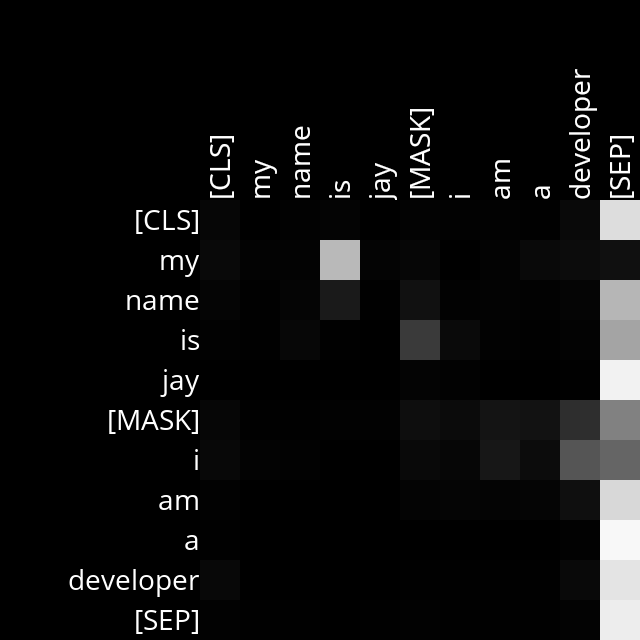 [CLS]
my
name
is
jay
[MASK]
i
am
a
developer
[SEP]
[CLS]
my
name
is
jay
[MASK]
i
am
a
developer
[SEP]